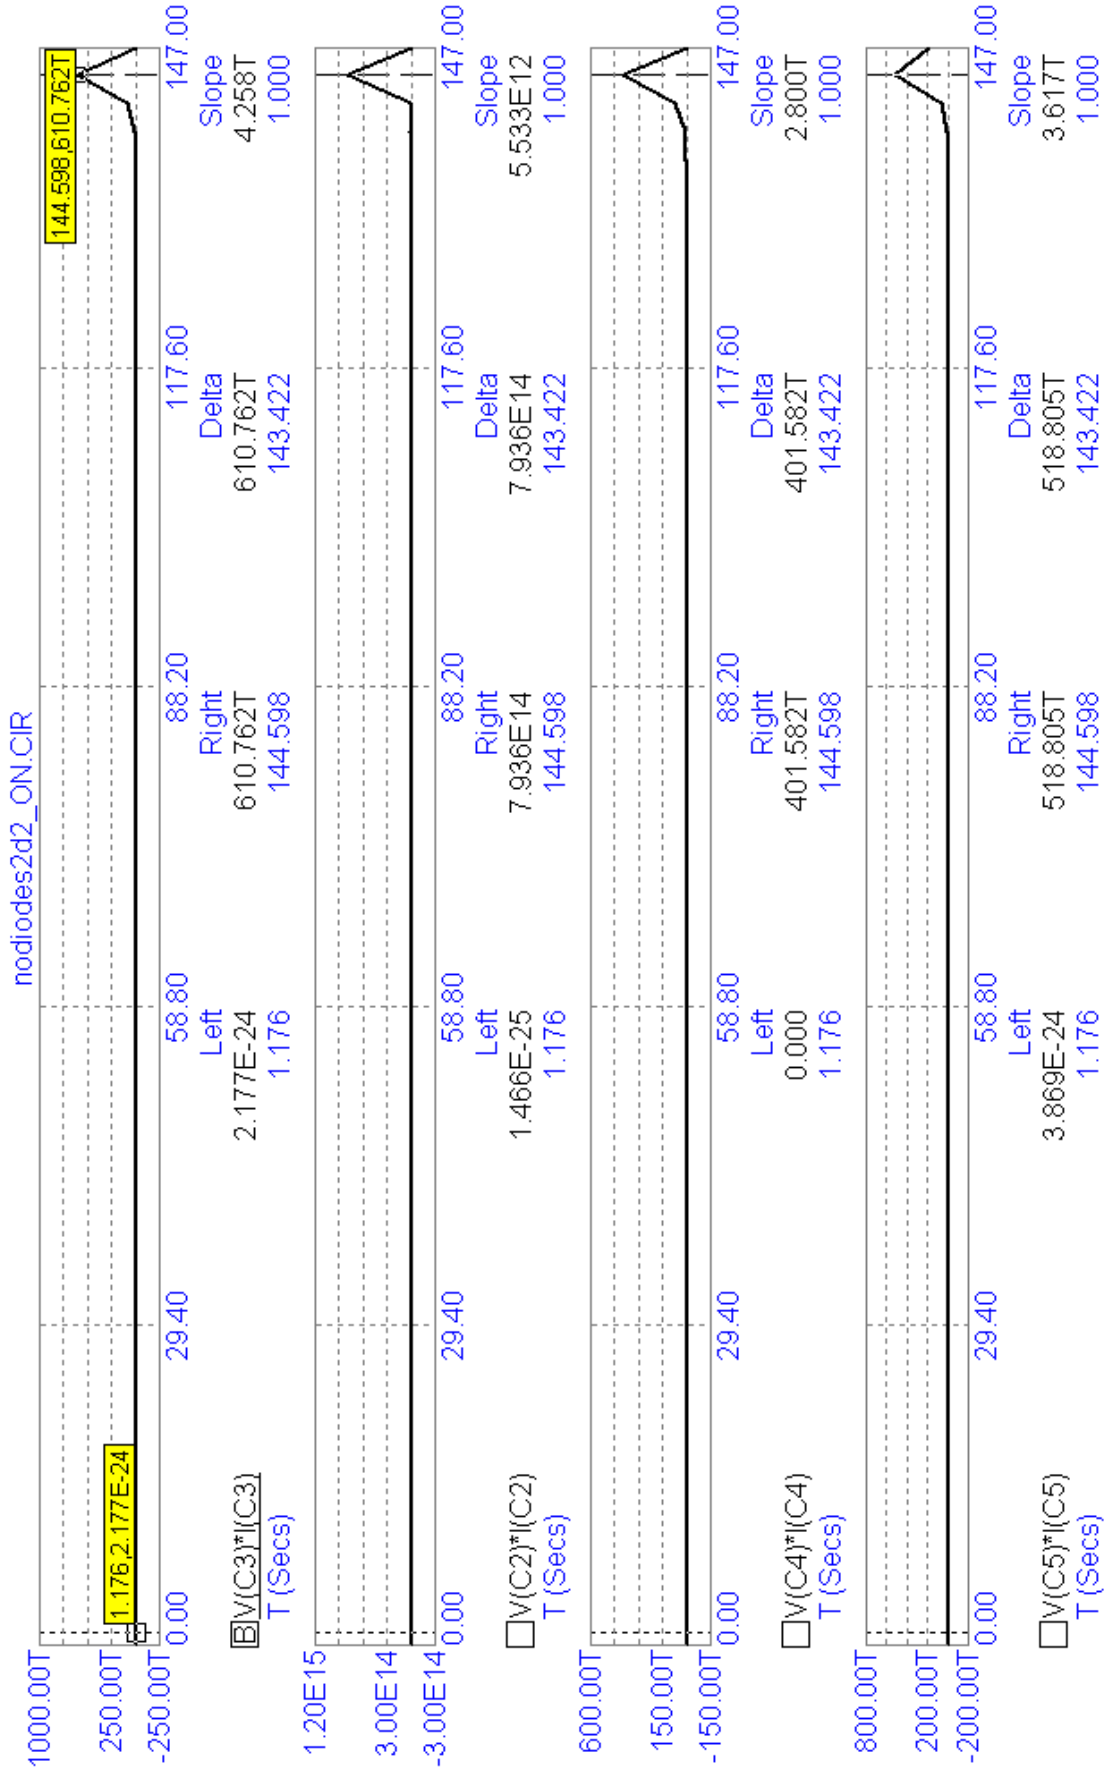 nodiodes2d2_ON.CIR
1000.00T
250.00T
-250.00T
1.176,2.177E-24
144.598,610.762T
0.00 29.40 58.80 88.20 117.60 147.00
Left Right Delta Slope
B V(C3)*I(C3) 2.177E-24 610.762T 610.762T 4.258T
T (Secs) 1.176 144.598 143.422 1.000
1.20E15
3.00E14
-3.00E14
0.00 29.40 58.80 88.20 117.60 147.00
Left Right Delta Slope
V(C2)*I(C2) 1.466E-25 7.936E14 7.936E14 5.533E12
T (Secs) 1.176 144.598 143.422 1.000
600.00T
150.00T
-150.00T
0.00 29.40 58.80 88.20 117.60 147.00
Left Right Delta Slope
V(C4)*I(C4) 0.000 401.582T 401.582T 2.800T
T (Secs) 1.176 144.598 143.422 1.000
800.00T
200.00T
-200.00T
0.00 29.40 58.80 88.20 117.60 147.00
Left Right Delta Slope
V(C5)*I(C5) 3.869E-24 518.805T 518.805T 3.617T
T (Secs) 1.176 144.598 143.422 1.000